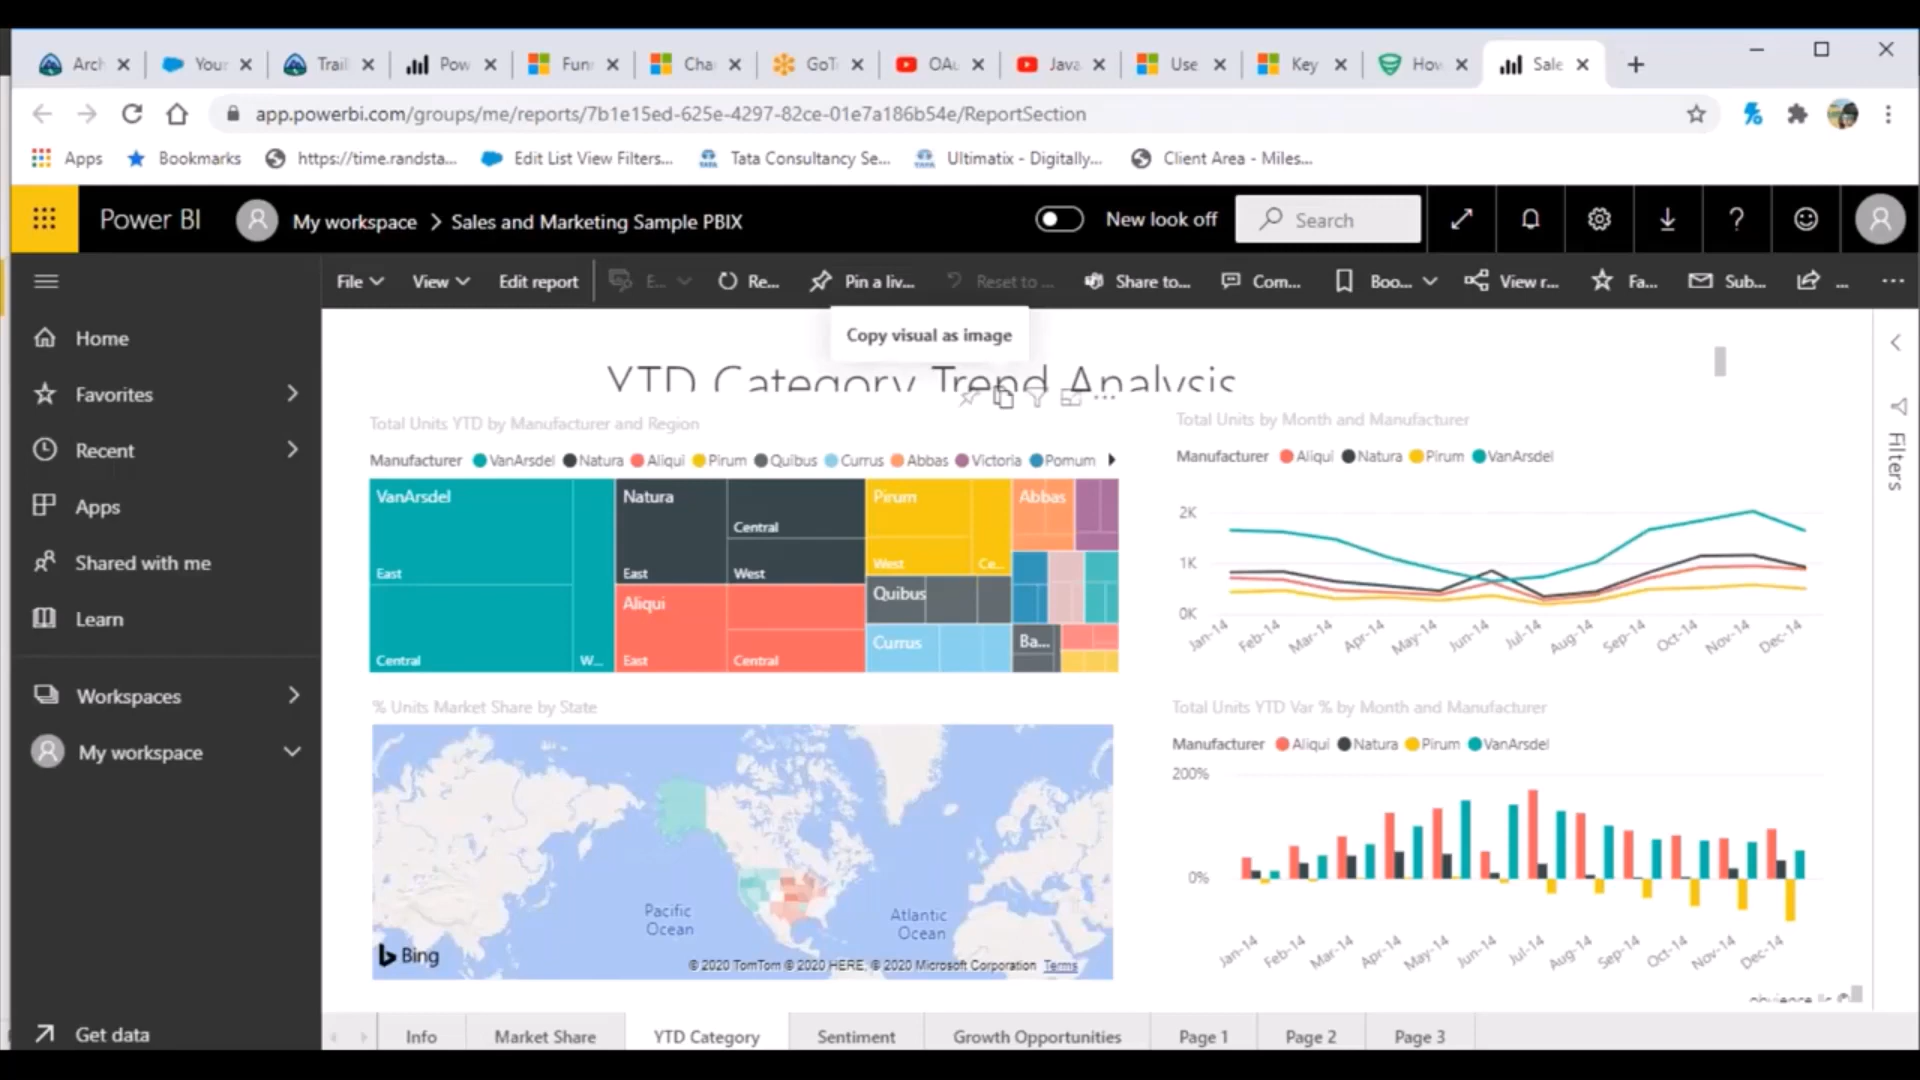 Arch
Your
Trail
Pow
Fun
Cha
GoT
OAu
Java
Use
Key
How
Sale
app.powerbi.com/groups/me/reports/7b1e15ed-625e-4297-82ce-01e7a186b54e/ReportSection
Apps
Bookmarks
https://time.randsta...
Edit List View Filters...
Tata Consultancy Se...
Ultimatix - Digitally...
Client Area - Miles...
Power BI
My workspace > Sales and Marketing Sample PBIX
New look off
Search
File
View
Edit report
E...
Re...
Pin a liv...
Reset to ...
Share to...
Com...
Boo...
View r...
Fa...
Sub...
...
Home
Favorites
Recent
Apps
Shared with me
Learn
Workspaces
My workspace
Get data
Copy visual as image
YTD Category Trend Analysis
Total Units YTD by Manufacturer and Region
Manufacturer VanArsdel Natura Aliqui Pirum Quibus Currus Abbas Victoria Pomum
VanArsdel
East
Central
W...
Natura
East
Central
West
Aliqui
East
Central
Pirum
West
Ce...
Quibus
Currus
Abbas
Ba...
Total Units by Month and Manufacturer
Manufacturer Aliqui Natura Pirum VanArsdel
2K
1K
0K
Jan-14 Feb-14 Mar-14 Apr-14 May-14 Jun-14 Jul-14 Aug-14 Sep-14 Oct-14 Nov-14 Dec-14
% Units Market Share by State
Pacific
Ocean
Atlantic
Ocean
Bing
© 2020 TomTom © 2020 HERE, © 2020 Microsoft Corporation Terms
Total Units YTD Var % by Month and Manufacturer
Manufacturer Aliqui Natura Pirum VanArsdel
200%
0%
Jan-14 Feb-14 Mar-14 Apr-14 May-14 Jun-14 Jul-14 Aug-14 Sep-14 Oct-14 Nov-14 Dec-14
Filters
Info
Market Share
YTD Category
Sentiment
Growth Opportunities
Page 1
Page 2
Page 3